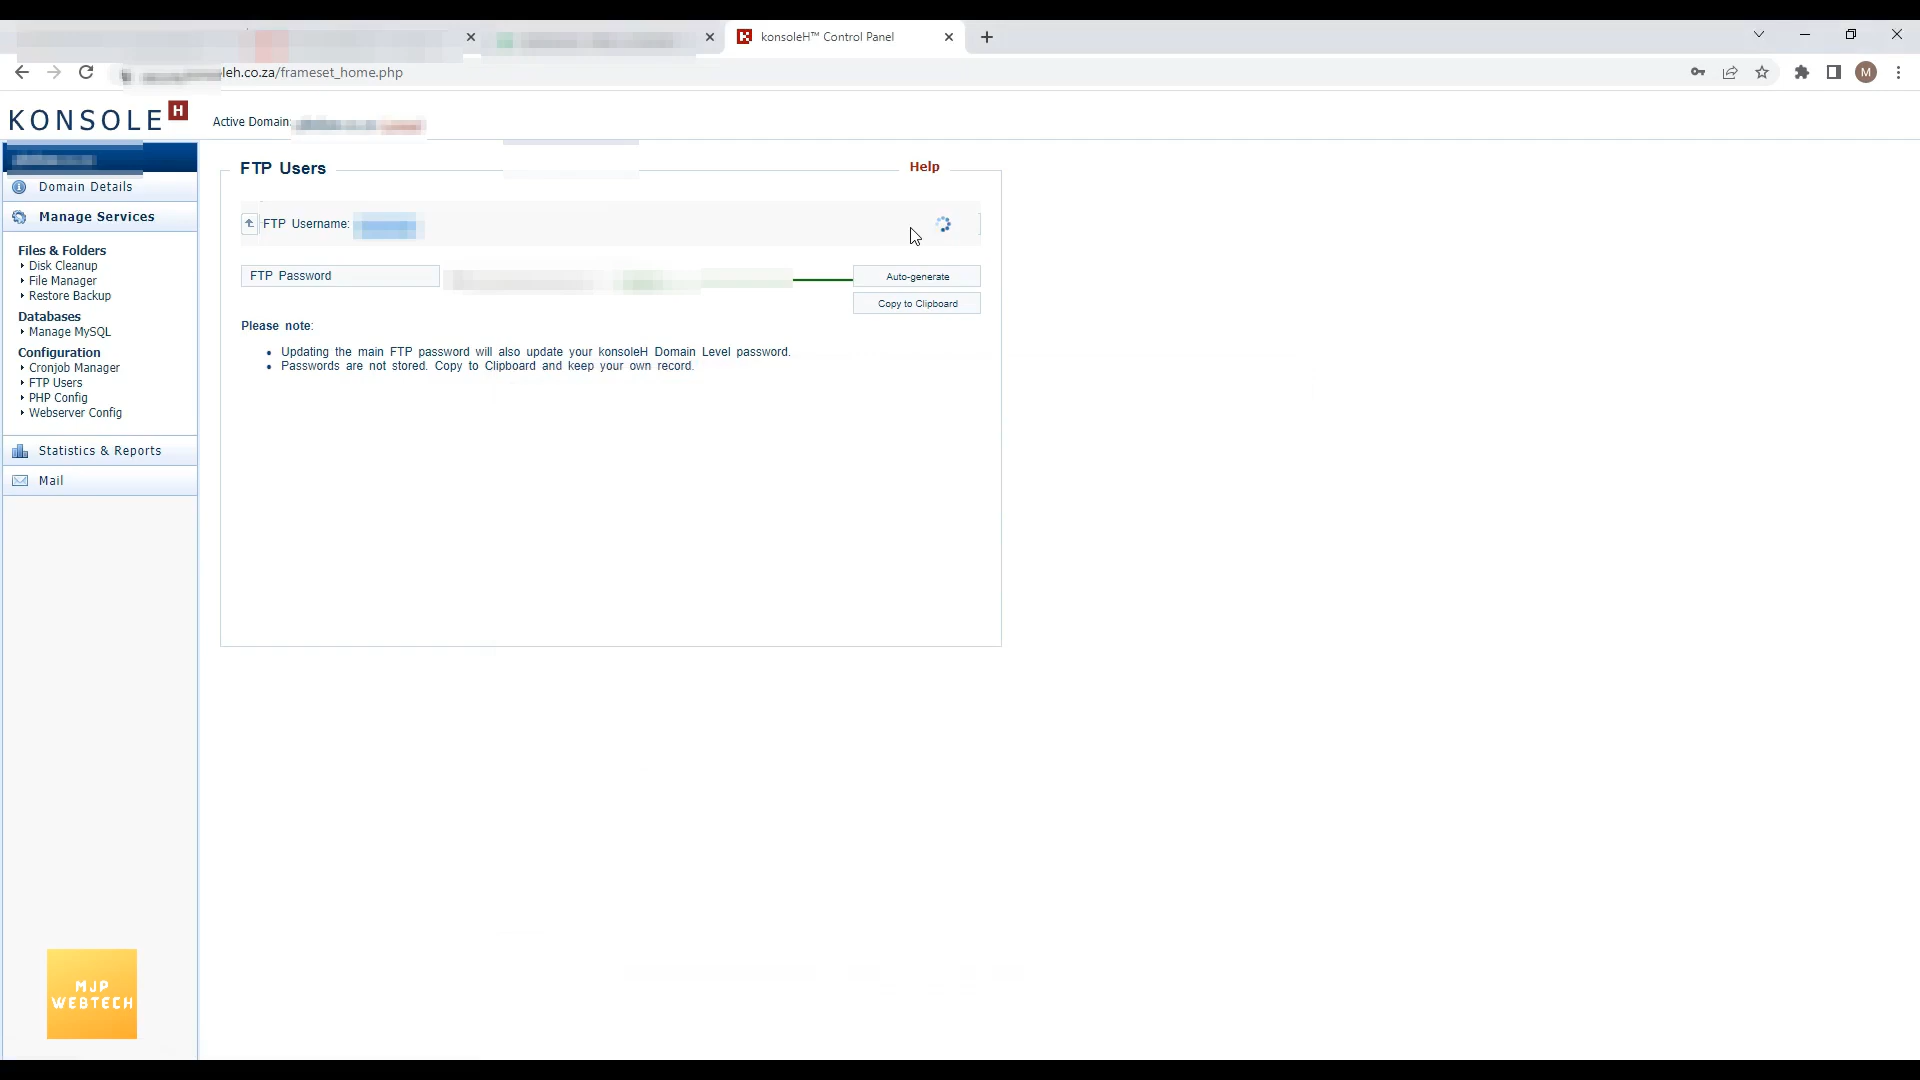 konsoleH™ Control Panel
leh.co.za/frameset_home.php
M
KONSOLE H
Active Domain:
FTP Users
Help
Domain Details
Manage Services
FTP Username:
Files & Folders
Disk Cleanup
File Manager
Restore Backup
FTP Password
Auto-generate
Copy to Clipboard
Databases
Manage MySQL
Please note:
Updating the main FTP password will also update your konsoleH Domain Level password.
Passwords are not stored. Copy to Clipboard and keep your own record.
Configuration
Cronjob Manager
FTP Users
PHP Config
Webserver Config
Statistics & Reports
Mail
MJP
WEBTECH